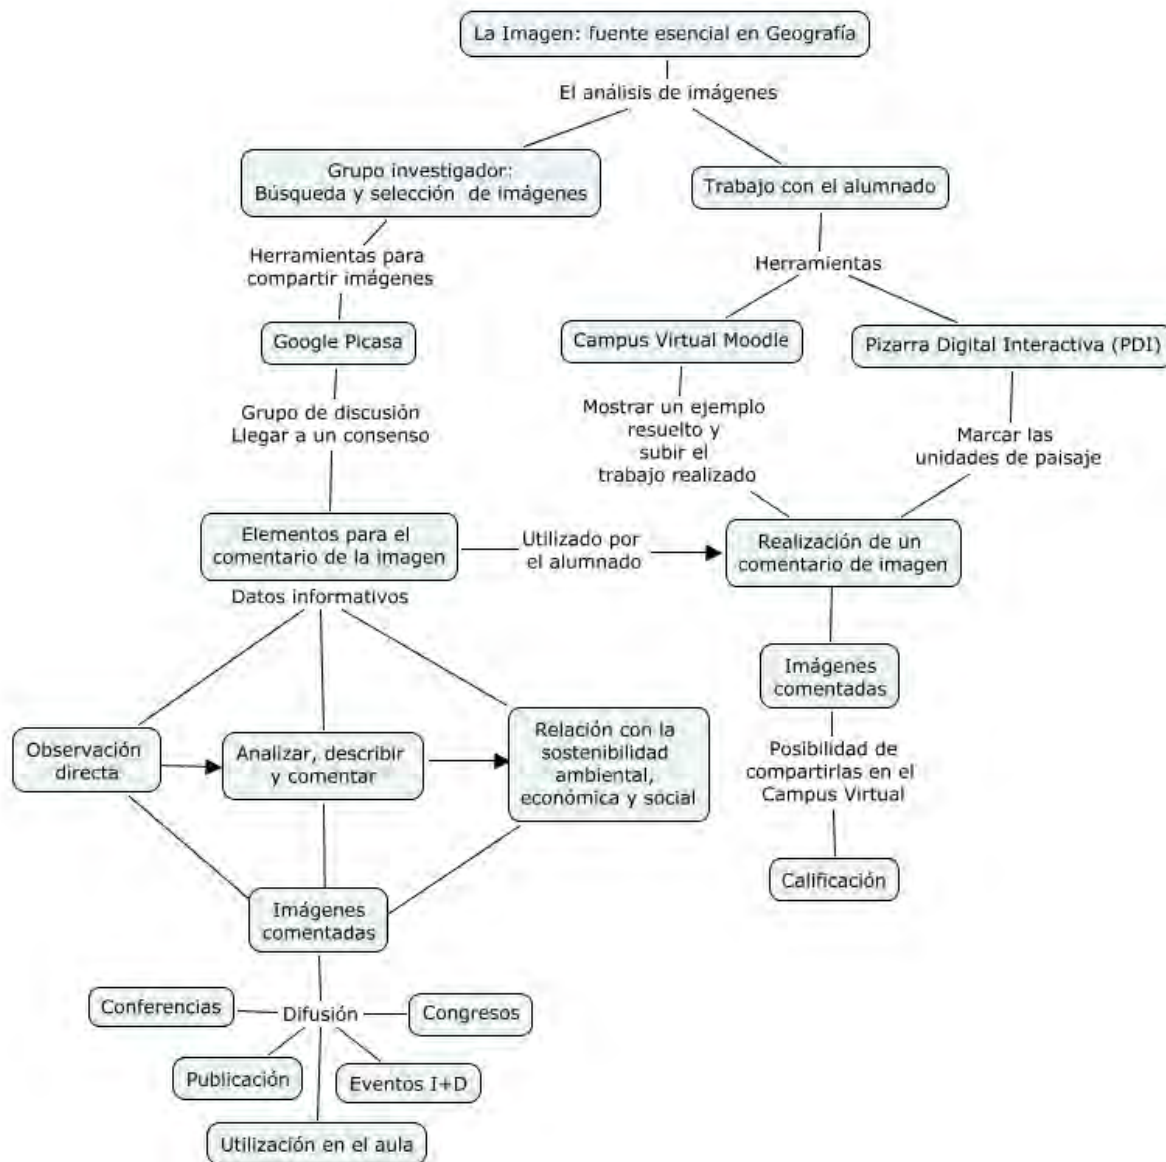 La Imagen: fuente esencial en Geografía
El análisis de imágenes
Grupo investigador:
Búsqueda y selección de imágenes
Trabajo con el alumnado
Herramientas para
compartir imágenes
Herramientas
Google Picasa
Campus Virtual Moodle
Pizarra Digital Interactiva (PDI)
Grupo de discusión
Llegar a un consenso
Mostrar un ejemplo
resuelto y
subir el
trabajo realizado
Marcar las
unidades de paisaje
Elementos para el
comentario de la imagen
Utilizado por
el alumnado
Realización de un
comentario de imagen
Datos informativos
Imágenes
comentadas
Observación
directa
Analizar, describir
y comentar
Relación con la
sostenibilidad
ambiental,
económica y social
Posibilidad de
compartirlas en el
Campus Virtual
Calificación
Imágenes
comentadas
Conferencias
Difusión
Congresos
Publicación
Eventos I+D
Utilización en el aula